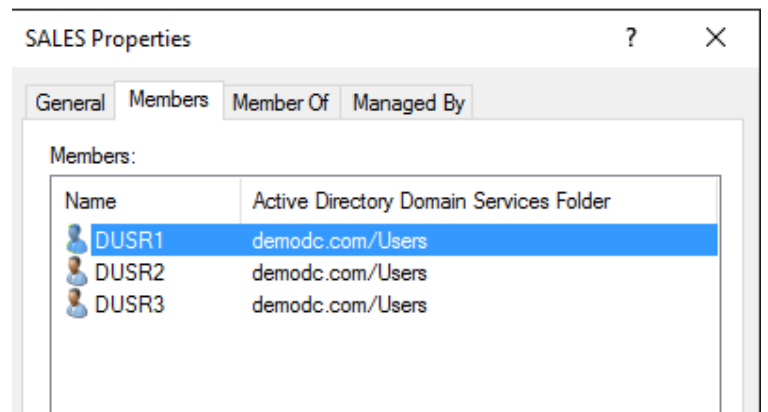 SALES Properties ? ×
General Members Member Of Managed By
Members:
Name Active Directory Domain Services Folder
DUSR1 demodc.com/Users
DUSR2 demodc.com/Users
DUSR3 demodc.com/Users